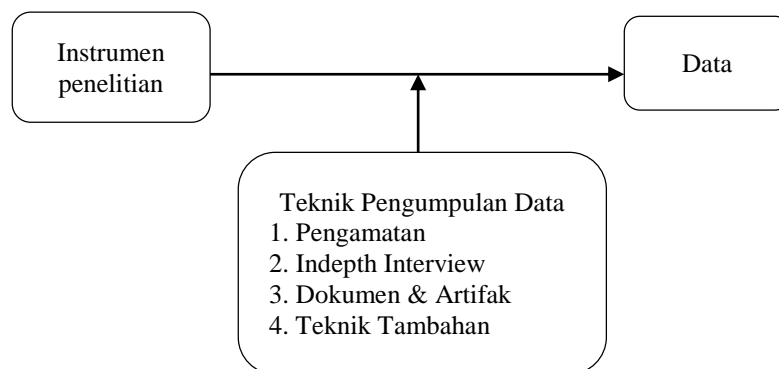 Instrumen
penelitian
Data
Teknik Pengumpulan Data
1. Pengamatan
2. Indepth Interview
3. Dokumen & Artifak
4. Teknik Tambahan